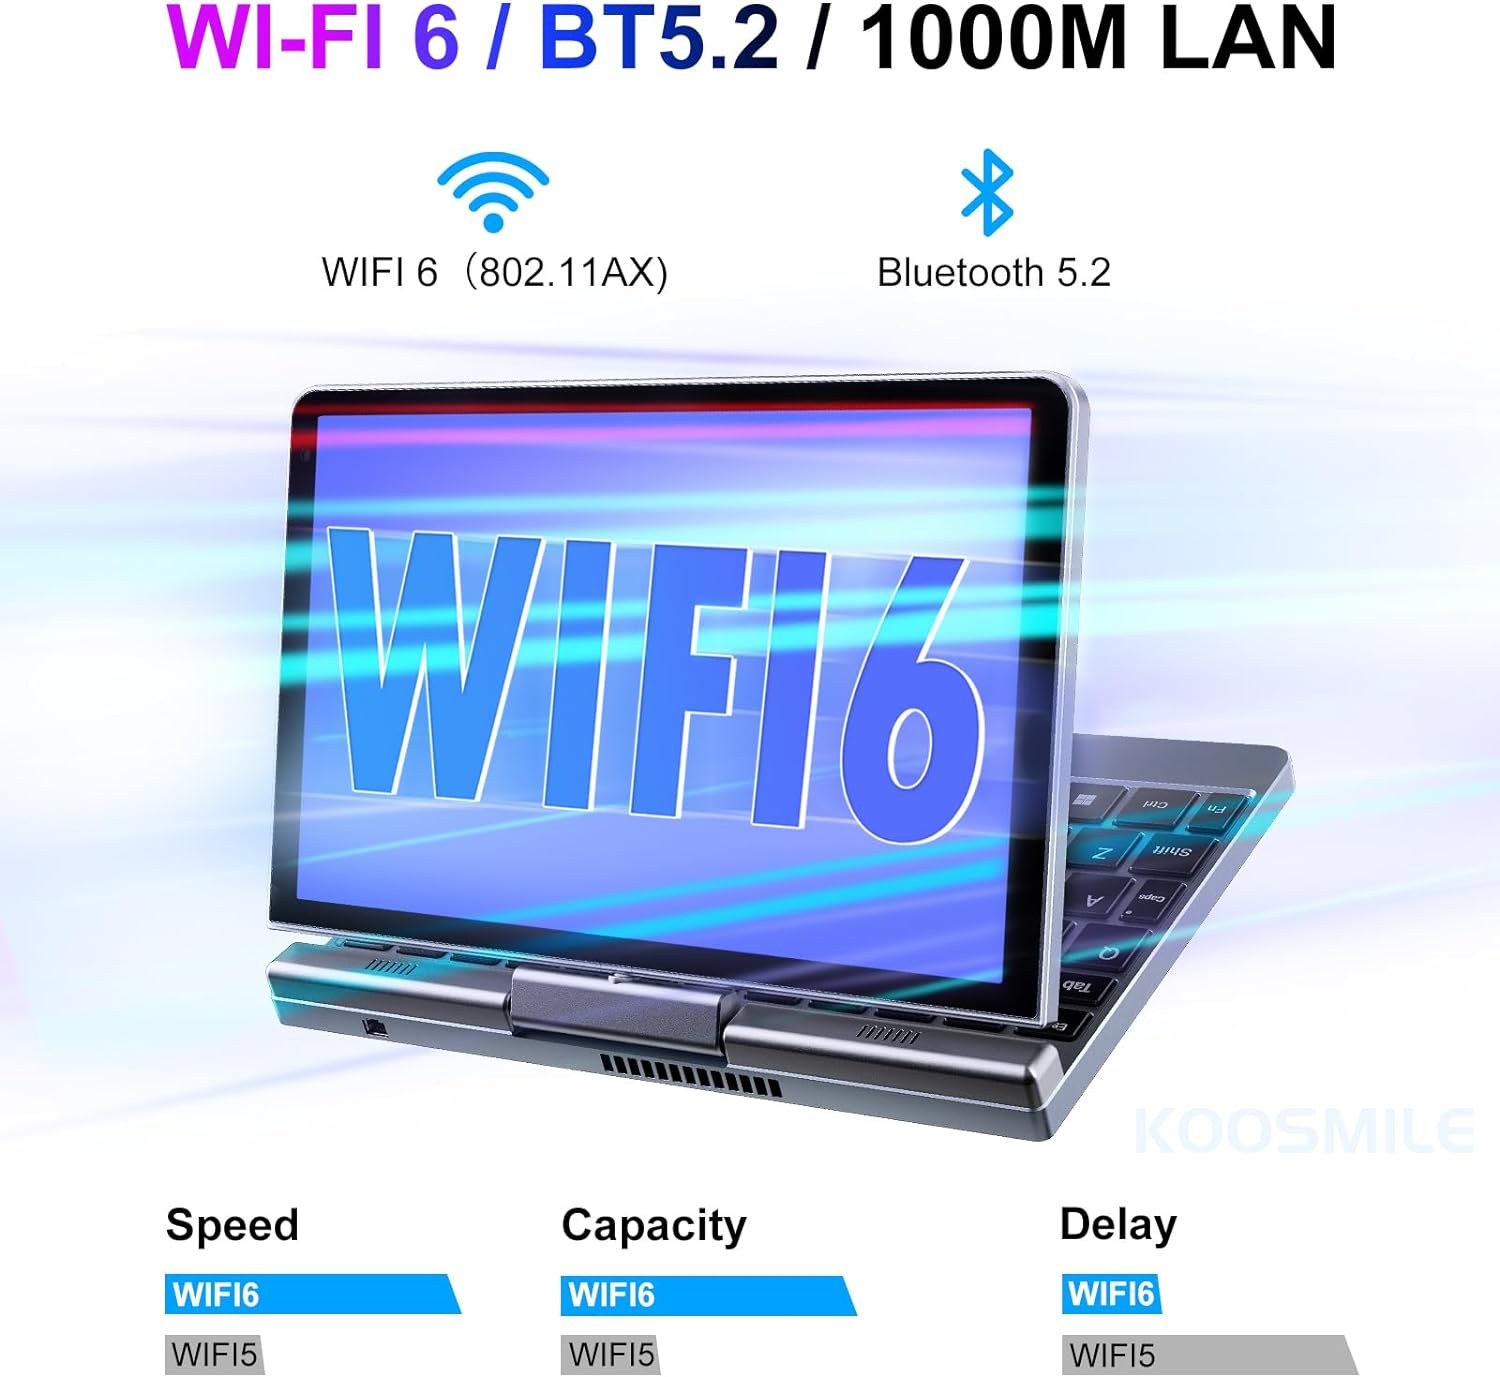 WI-FI 6 / BT5.2 / 1000M LAN
WIFI 6（802.11AX)
Bluetooth 5.2
WIFI6
Fn
Ctrl
Shift
Z
Caps
A
Q
Tab
KOOSMILE
Speed
WIFI6
WIFI5
Capacity
WIFI6
WIFI5
Delay
WIFI6
WIFI5